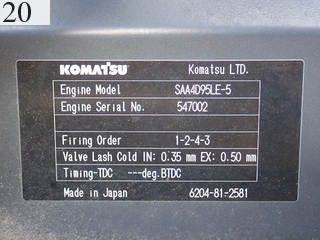 20
KOMATSU Komatsu LTD.
Engine Model SAA4D95LE-5
Engine Serial No. 547002
Firing Order 1-2-4-3
Valve Lash Cold IN: 0.35 mm EX: 0.50 mm
Timing-TDC ---deg.BTDC
Made in Japan 6204-81-2581